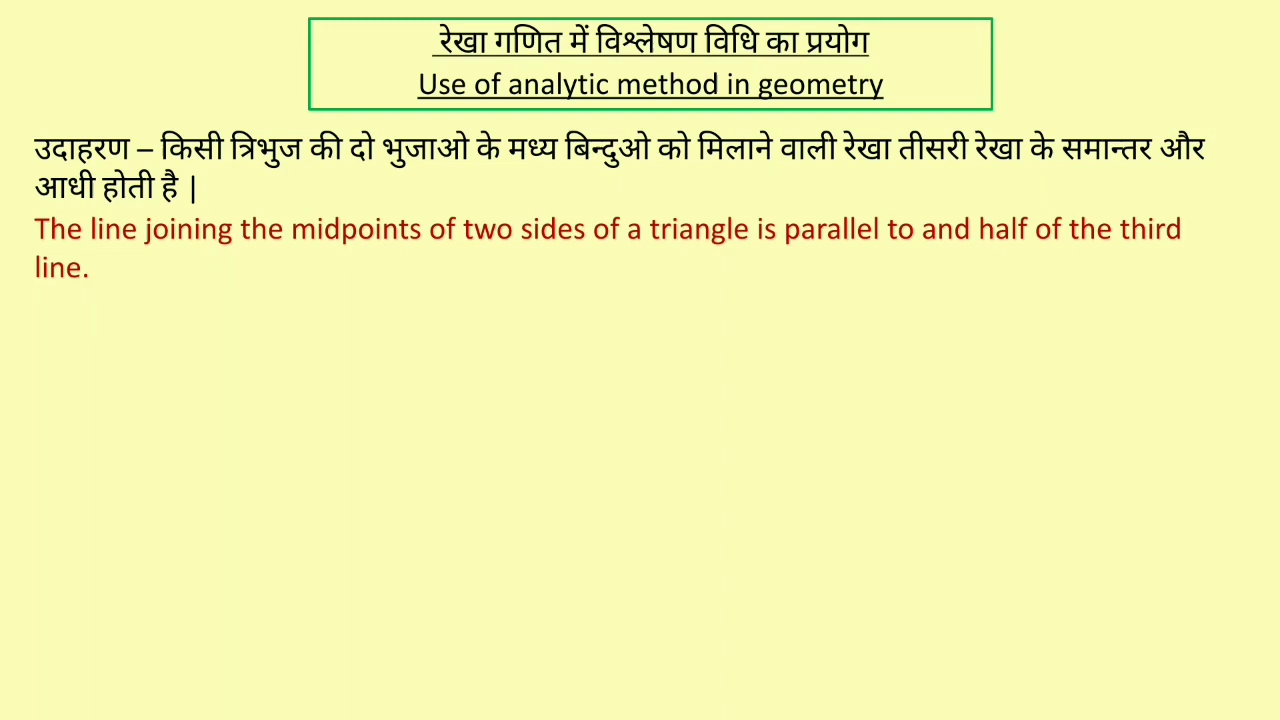 रेखा गणित में विश्लेषण विधि का प्रयोग
Use of analytic method in geometry
उदाहरण – किसी त्रिभुज की दो भुजाओ के मध्य बिन्दुओ को मिलाने वाली रेखा तीसरी रेखा के समान्तर और
आधी होती है |
The line joining the midpoints of two sides of a triangle is parallel to and half of the third
line.